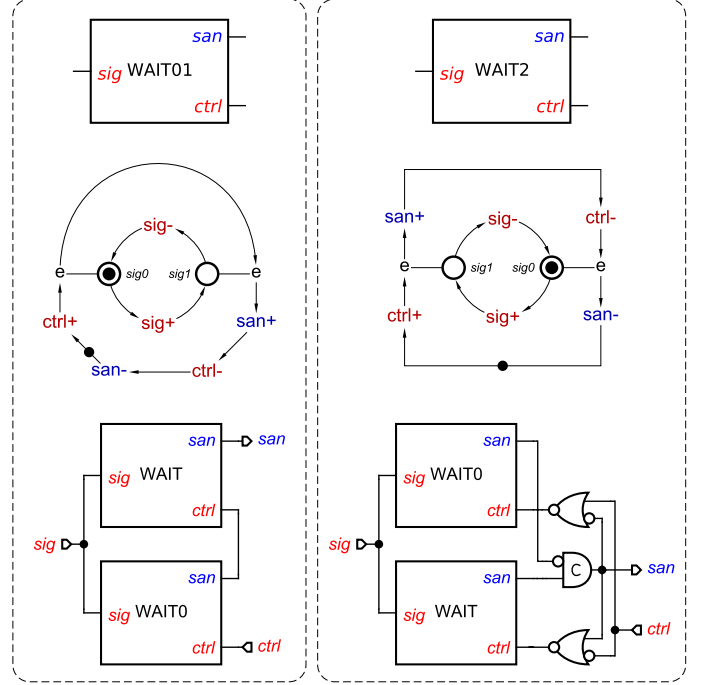 san
sig WAIT01
ctrl
sig-
e sig0 sig1 e
ctrl+ sig+ san+
san- ctrl-
san san
sig WAIT
ctrl
sig
san
sig WAIT0
ctrl ctrl
san
sig WAIT2
ctrl
san+ sig- ctrl-
e sig1 sig0 e
ctrl+ sig+ san-
san
sig WAIT0
ctrl
sig
C san
san
sig WAIT
ctrl
ctrl